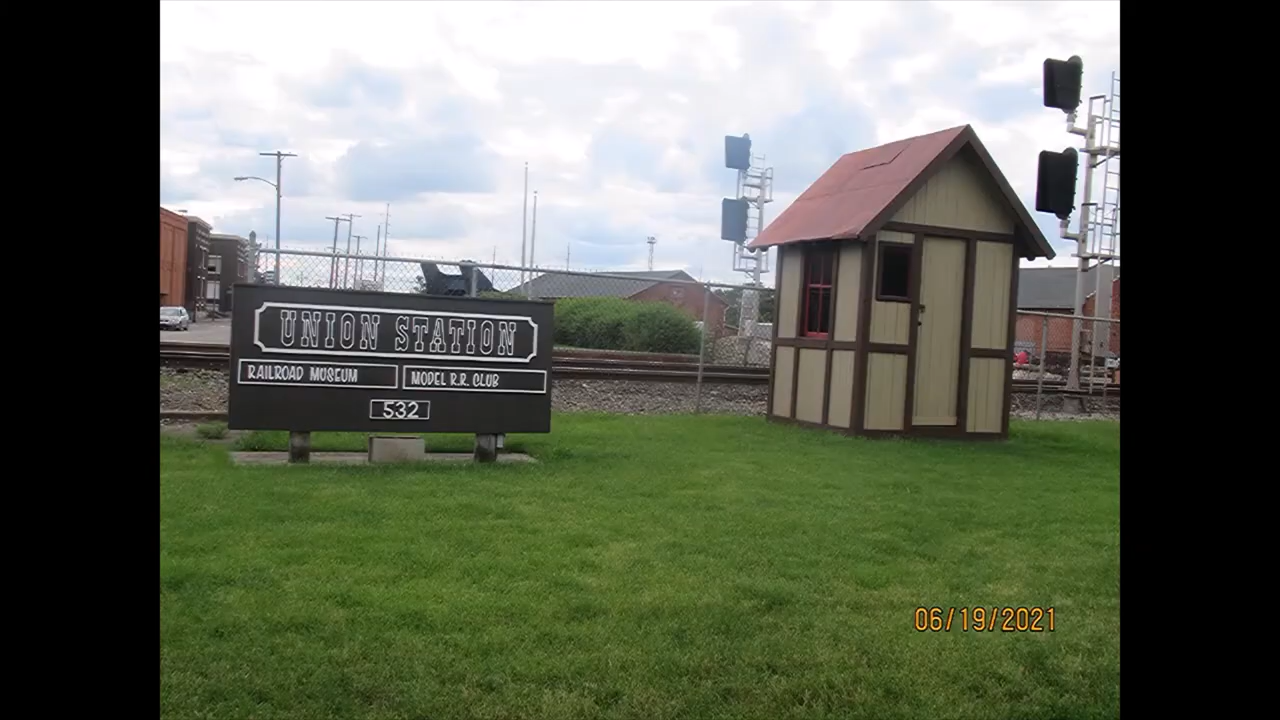 UNION STATION
RAILROAD MUSEUM
MODEL R.R. CLUB
532
06/19/2021